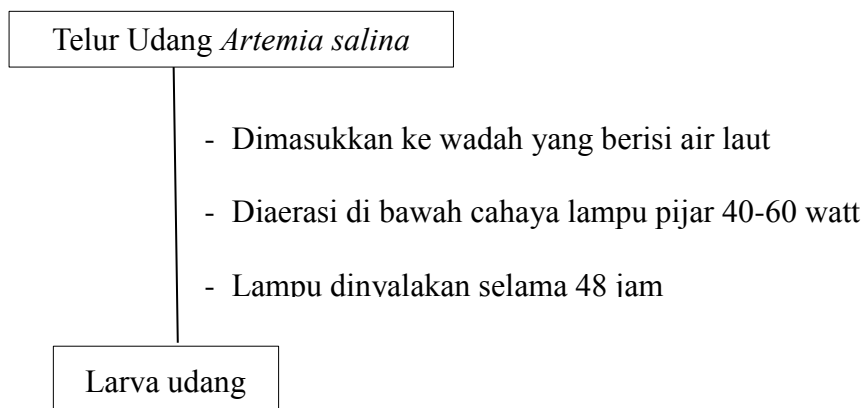 Telur Udang Artemia salina
- Dimasukkan ke wadah yang berisi air laut
- Diaerasi di bawah cahaya lampu pijar 40-60 watt
- Lampu dinyalakan selama 48 jam
Larva udang